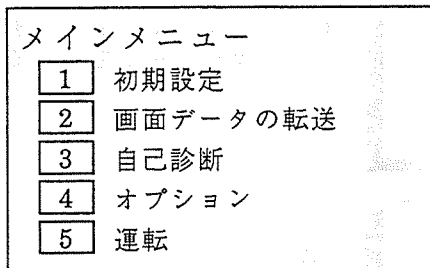 メインメニュー
1 初期設定
2 画面データの転送
3 自己診断
4 オプション
5 運転